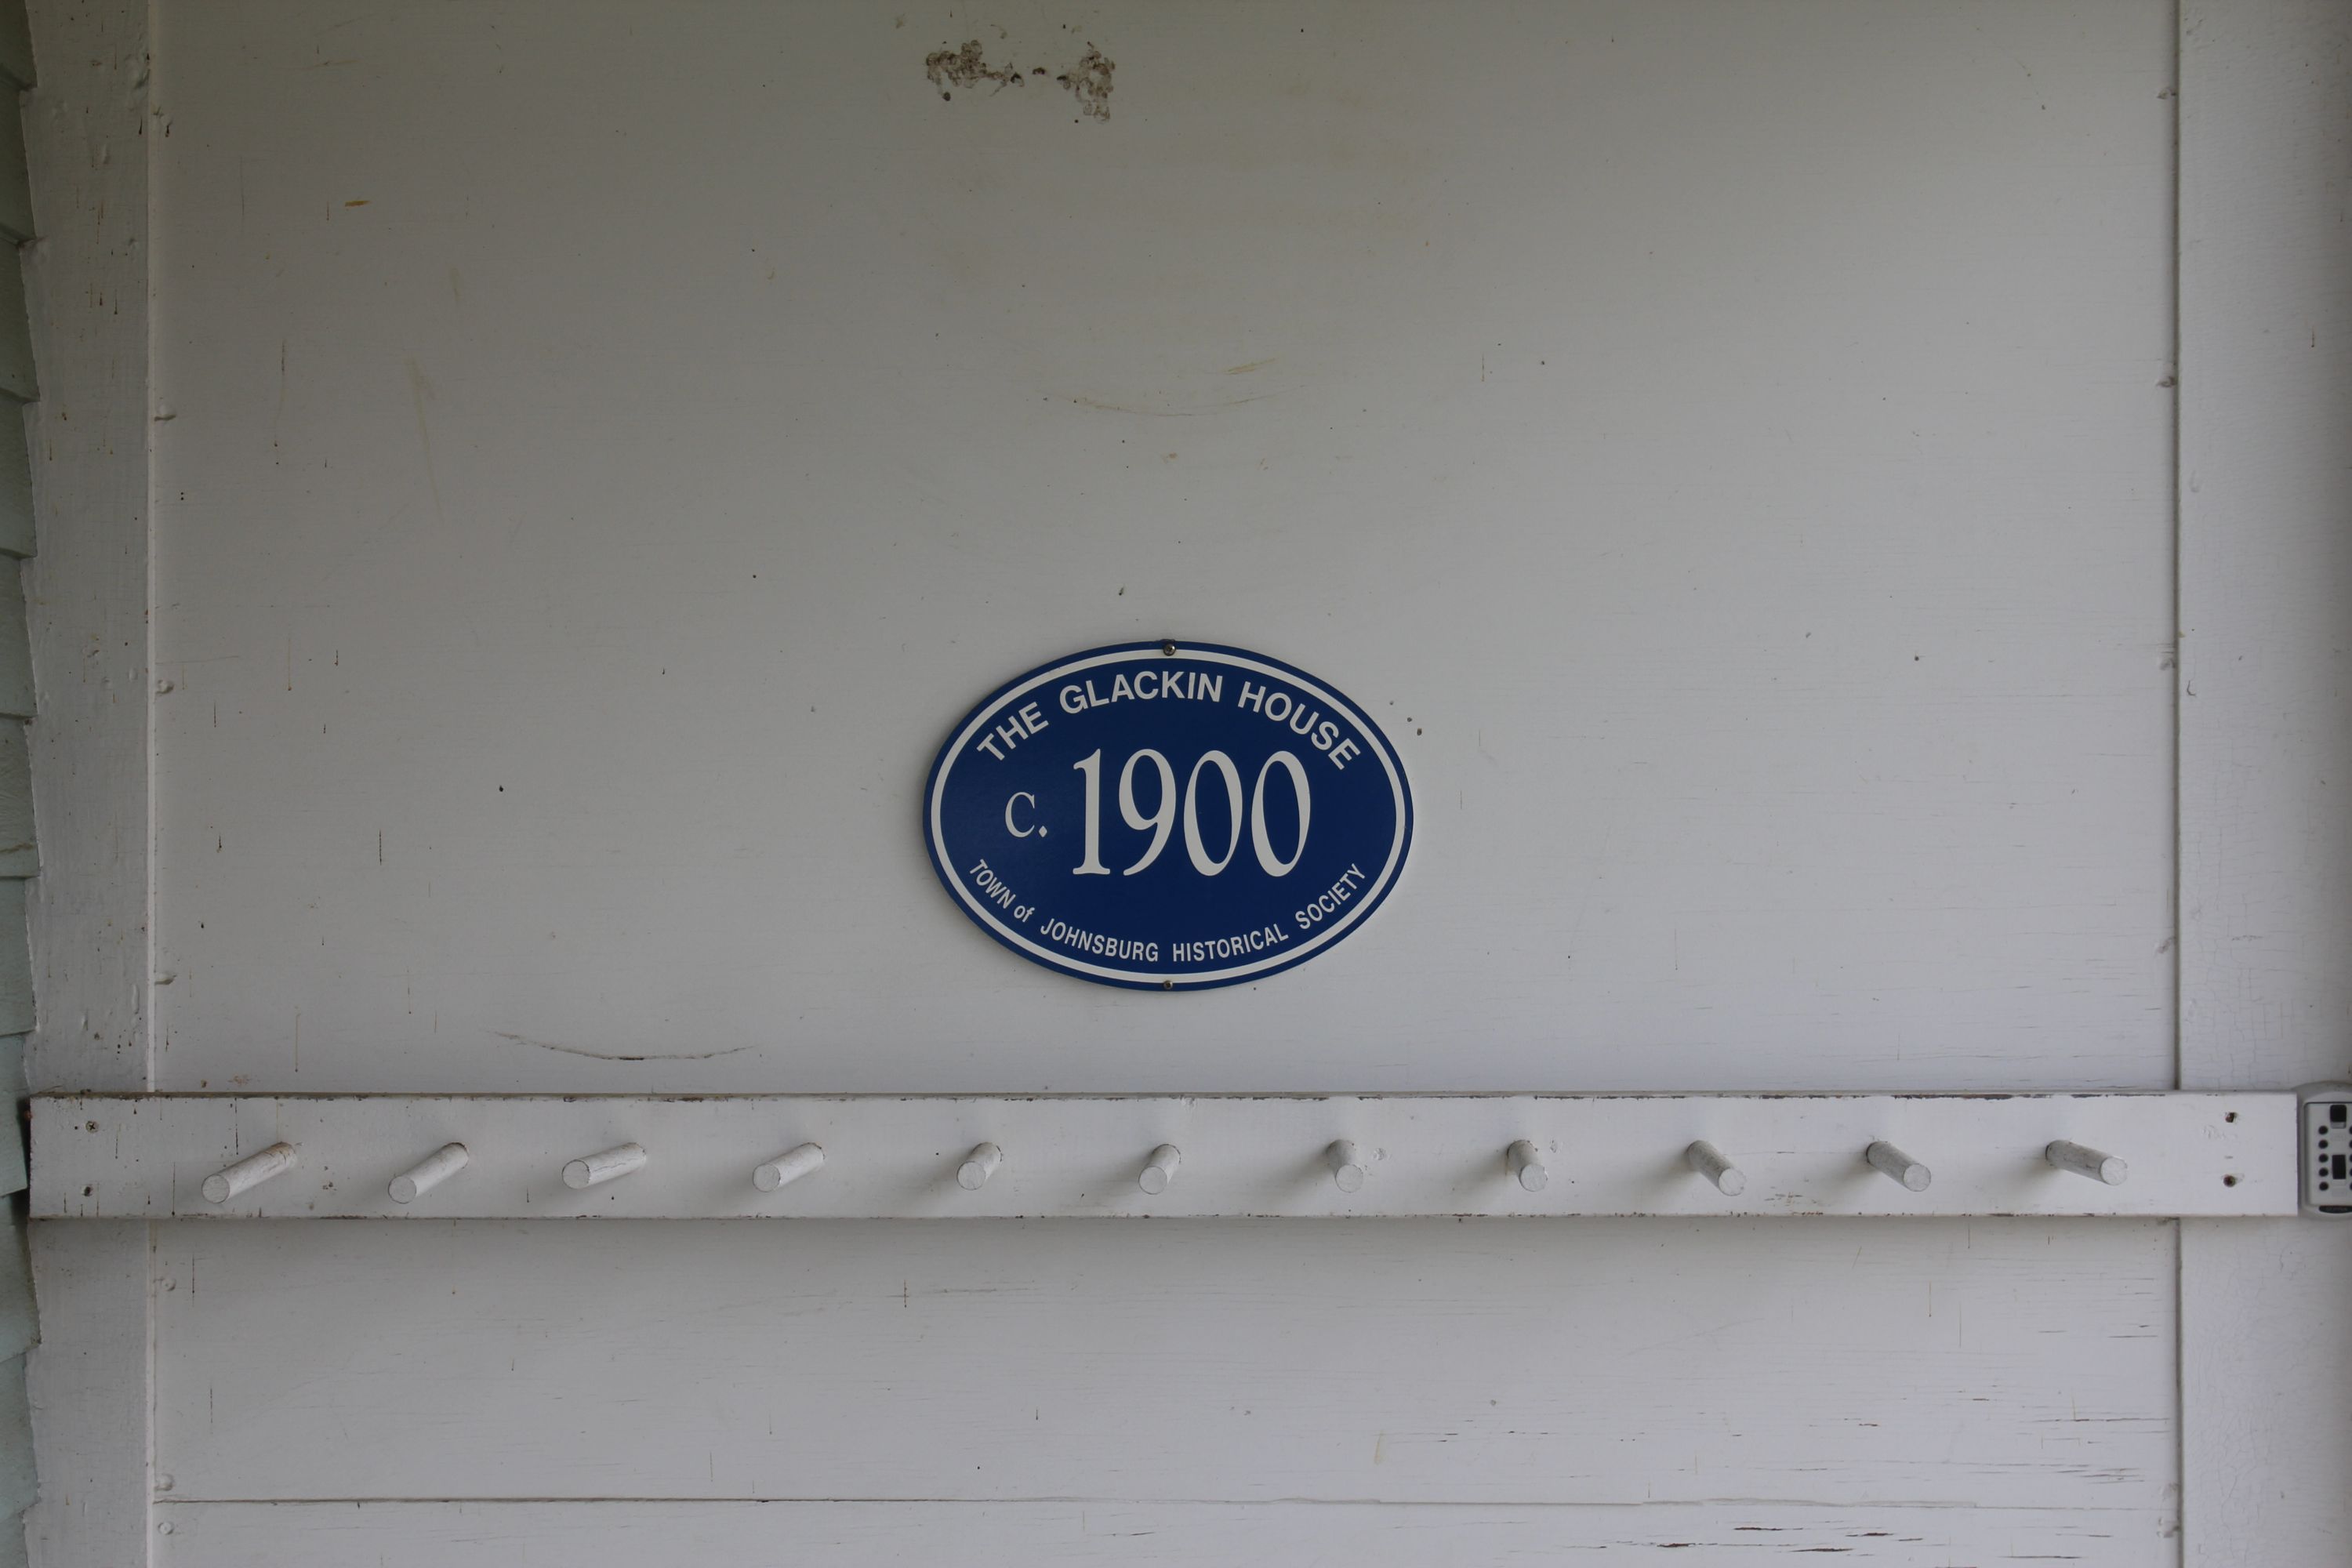 THE GLACKIN HOUSE
c. 1900
TOWN of JOHNSBURG HISTORICAL SOCIETY